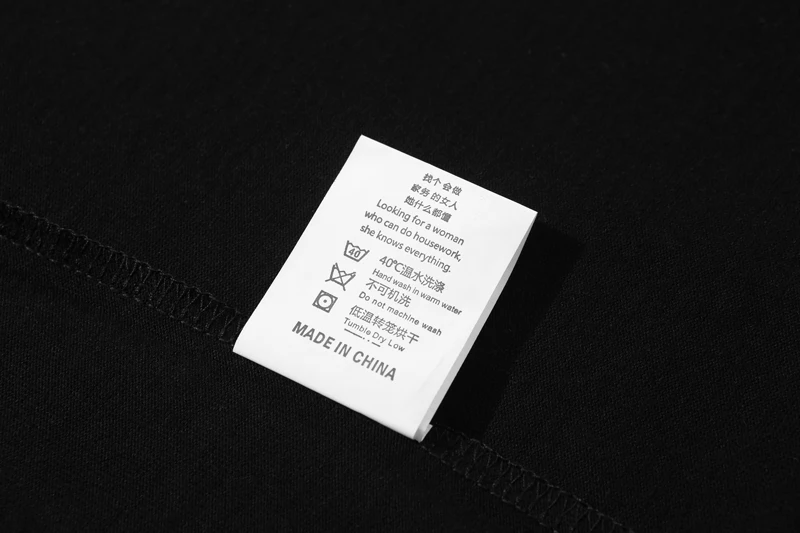 找个会做
家务的女人
她什么都懂
Looking for a woman
who can do housework,
she knows everything.
40
40℃温水洗涤
Hand wash in warm water
不可机洗
Do not machine wash
低温转笼烘干
Tumble Dry Low
MADE IN CHINA